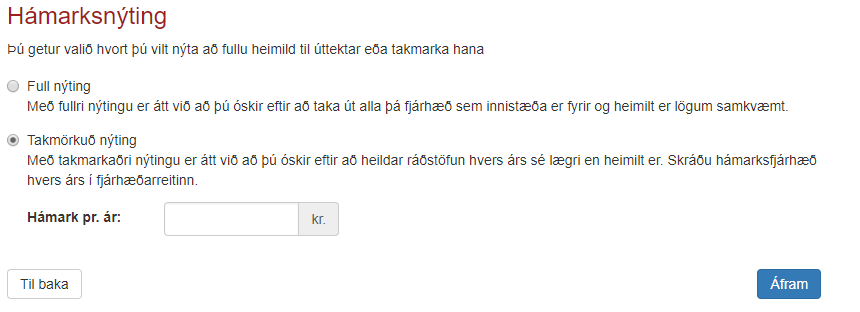 Hámarksnýting
Þú getur valið hvort þú vilt nýta að fullu heimild til úttektar eða takmarka hana
Full nýting
Með fullri nýtingu er átt við að þú óskir eftir að taka út alla þá fjárhæð sem innistæða er fyrir og heimilt er lögum samkvæmt.
Takmörkuð nýting
Með takmarkaðri nýtingu er átt við að þú óskir eftir að heildar ráðstöfun hvers árs sé lægri en heimilt er. Skráðu hámarksfjárhæð
hvers árs í fjárhæðarreitinn.
Hámark pr. ár: kr.
Til baka Áfram